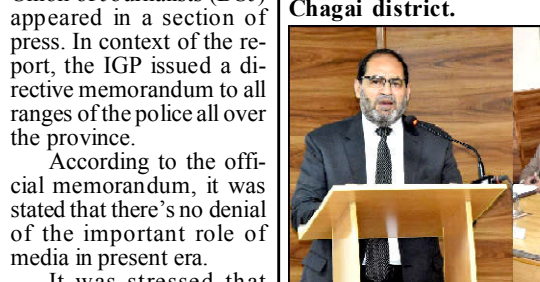 Union of Journalists (BUJ)
appeared in a section of
press. In context of the re-
port, the IGP issued a di-
rective memorandum to all
ranges of the police all over
the province.
According to the offi-
cial memorandum, it was
stated that there's no denial
of the important role of
media in present era.
It was stressed that
Chagai district.